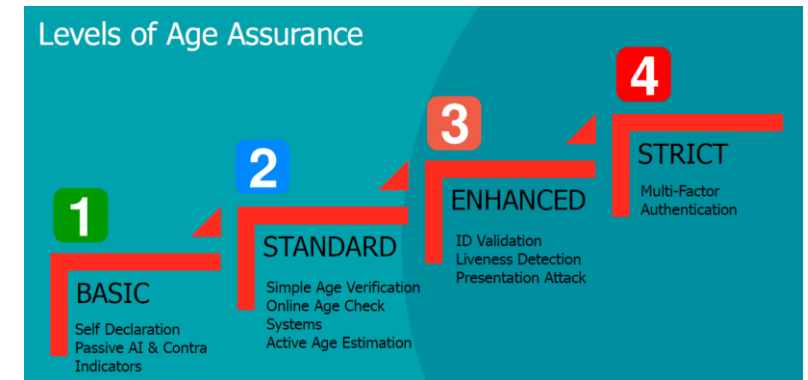 Levels of Age Assurance
1
BASIC
Self Declaration
Passive AI & Contra
Indicators
2
STANDARD
Simple Age Verification
Online Age Check
Systems
Active Age Estimation
3
ENHANCED
ID Validation
Liveness Detection
Presentation Attack
4
STRICT
Multi-Factor
Authentication